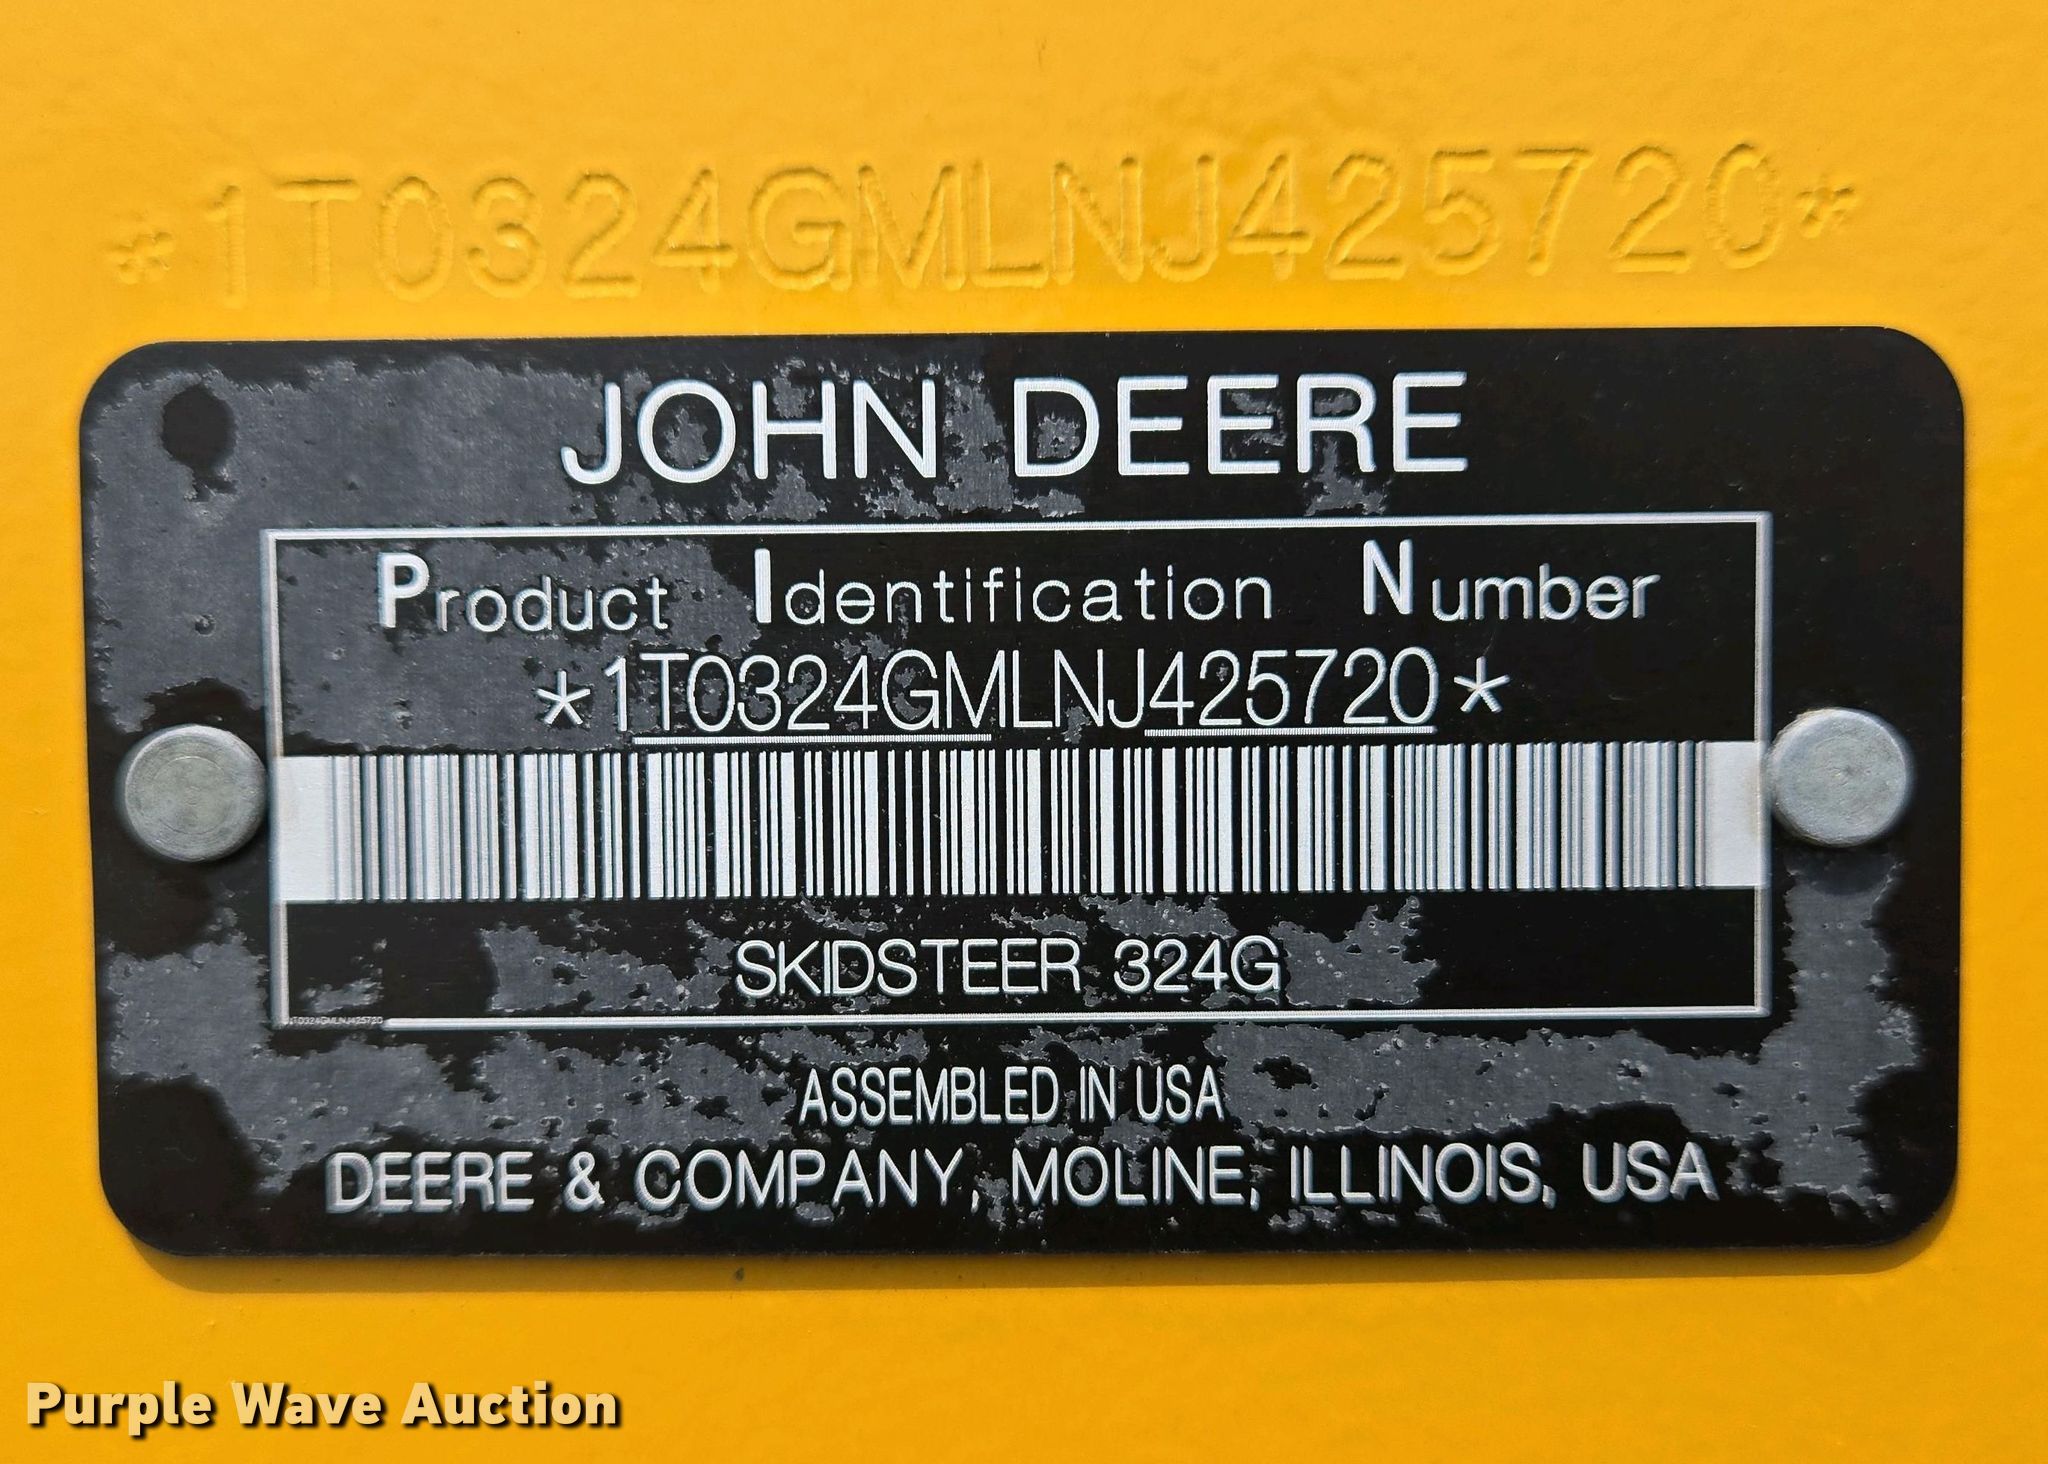 *1T0324GMLNJ425720*
JOHN DEERE
Product Identification Number
*1T0324GMLNJ425720*
SKIDSTEER 324G
1T0324GMLNJ425720
ASSEMBLED IN USA
DEERE & COMPANY, MOLINE, ILLINOIS, USA
Purple Wave Auction